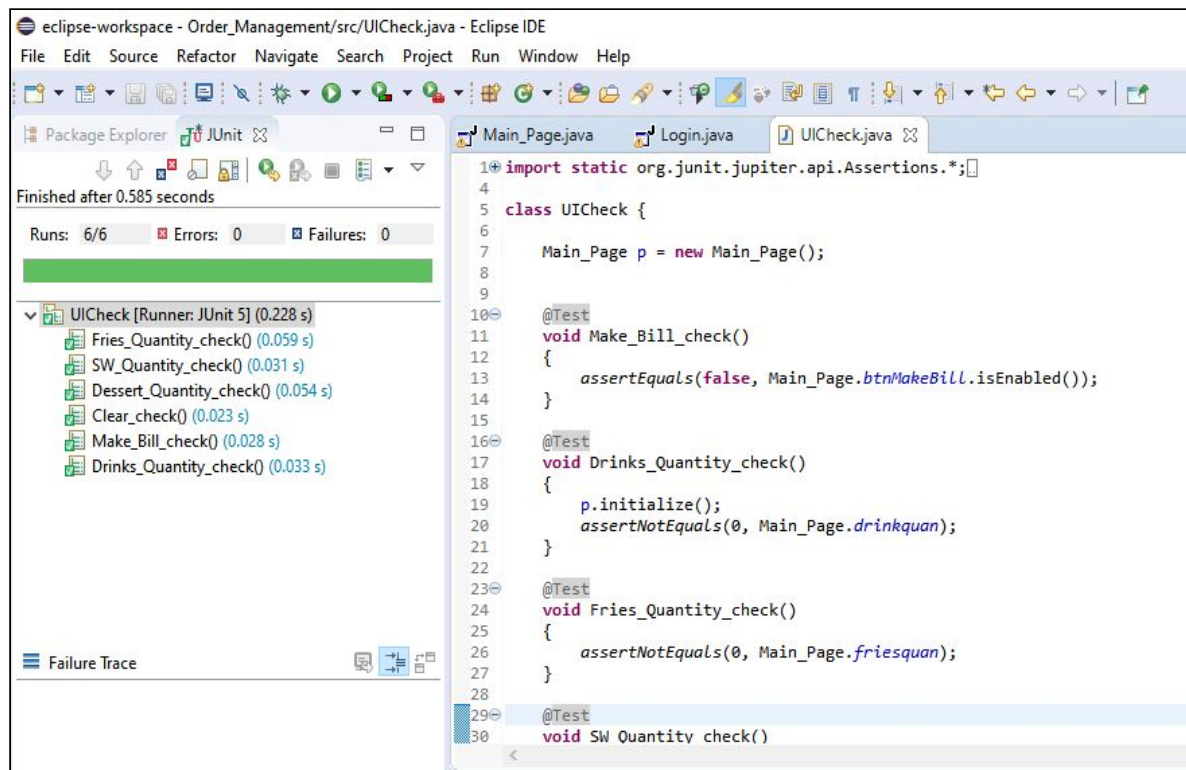 eclipse-workspace - Order_Management/src/UICheck.java - Eclipse IDE
File Edit Source Refactor Navigate Search Project Run Window Help
Package Explorer JUnit
Finished after 0.585 seconds
Runs: 6/6 Errors: 0 Failures: 0
UICheck [Runner: JUnit 5] (0.228 s)
Fries_Quantity_check() (0.059 s)
SW_Quantity_check() (0.031 s)
Dessert_Quantity_check() (0.054 s)
Clear_check() (0.023 s)
Make_Bill_check() (0.028 s)
Drinks_Quantity_check() (0.033 s)
Failure Trace
Main_Page.java Login.java UICheck.java
1 import static org.junit.jupiter.api.Assertions.*;
4
5 class UICheck {
6
7 Main_Page p = new Main_Page();
8
9
10 @Test
11 void Make_Bill_check()
12 {
13 assertEquals(false, Main_Page.btnMakeBill.isEnabled());
14 }
15
16 @Test
17 void Drinks_Quantity_check()
18 {
19 p.initialize();
20 assertNotEquals(0, Main_Page.drinkquan);
21 }
22
23 @Test
24 void Fries_Quantity_check()
25 {
26 assertNotEquals(0, Main_Page.friesquan);
27 }
28
29 @Test
30 void SW_Quantity_check()